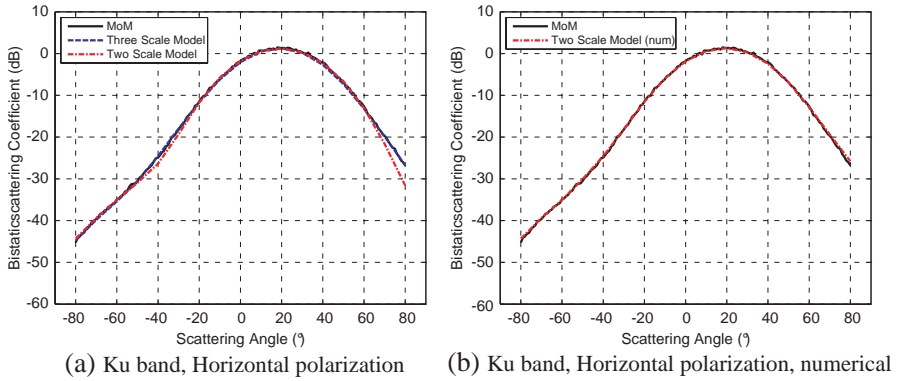 10
0
-10
-20
-30
-40
-50
-60
Bistaticscattering Coefficient (dB)
MoM
Three Scale Model
Two Scale Model
-80 -60 -40 -20 0 20 40 60 80
Scattering Angle (°)
(a) Ku band, Horizontal polarization
10
0
-10
-20
-30
-40
-50
-60
Bistaticscattering Coefficient (dB)
MoM
Two Scale Model (num)
-80 -60 -40 -20 0 20 40 60 80
Scattering Angle (°)
(b) Ku band, Horizontal polarization, numerical